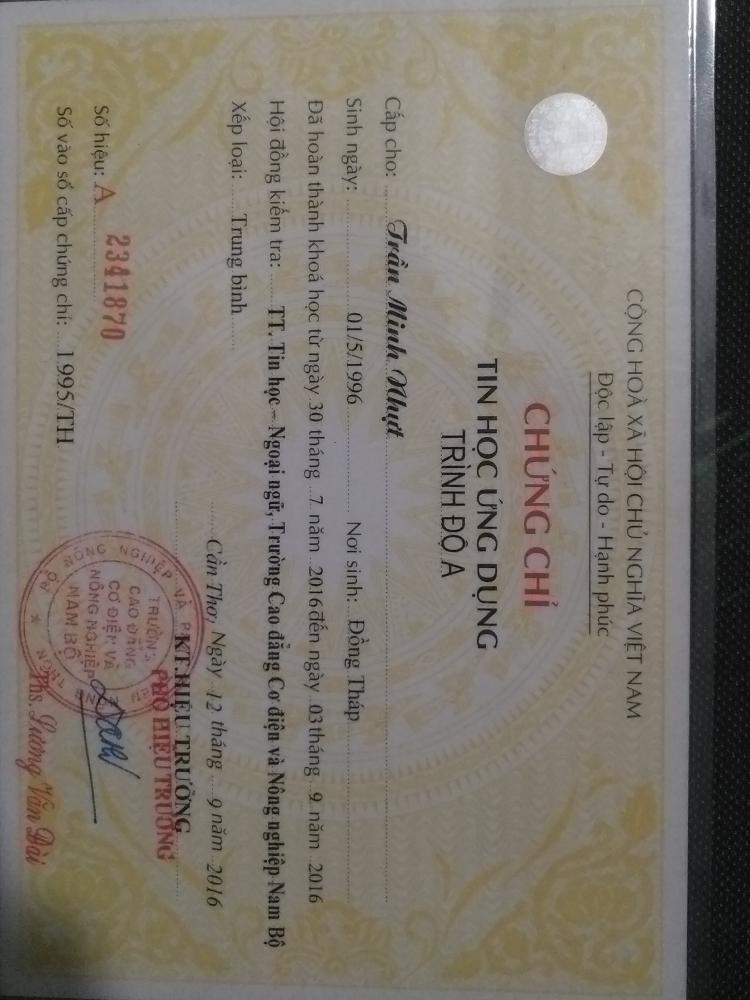 CỘNG HOÀ XÃ HỘI CHỦ NGHĨA VIỆT NAM
Độc lập - Tự do - Hạnh phúc
CHỨNG CHỈ
TIN HỌC ỨNG DỤNG
TRÌNH ĐỘ A
Cấp cho: Trần Minh Nhựt
Sinh ngày: 01/5/1996 Nơi sinh: Đồng Tháp
Đã hoàn thành khoá học từ ngày 30 tháng 7 năm 2016 đến ngày 03 tháng 9 năm 2016
Hội đồng kiểm tra: TT. Tin học – Ngoại ngữ, Trường Cao đẳng Cơ điện và Nông nghiệp Nam Bộ
Xếp loại: Trung bình
Cần Thơ, Ngày 12 tháng 9 năm 2016
KT.HIỆU TRƯỞNG
PHÓ HIỆU TRƯỞNG
Số hiệu: A 2341870
Số vào sổ cấp chứng chỉ: 1995/TH
BỘ NÔNG NGHIỆP VÀ
TRƯỜNG
CAO ĐẲNG
CƠ ĐIỆN VÀ
NÔNG NGHIỆP
NAM BỘ
Ths. Lương Văn Đài